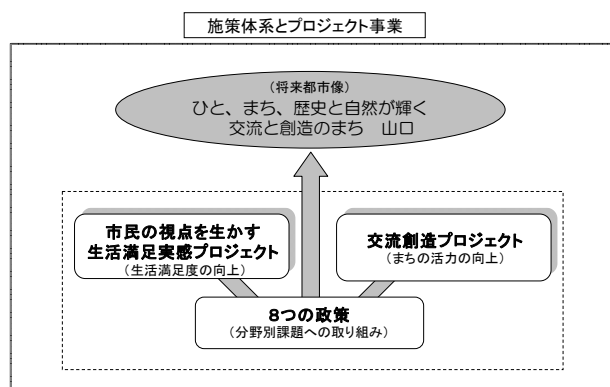 施策体系とプロジェクト事業
(将来都市像)
ひと、まち、歴史と自然が輝く
交流と創造のまち　山口
市民の視点を生かす
生活満足実感プロジェクト
(生活満足度の向上)
交流創造プロジェクト
(まちの活力の向上)
8つの政策
(分野別課題への取り組み)